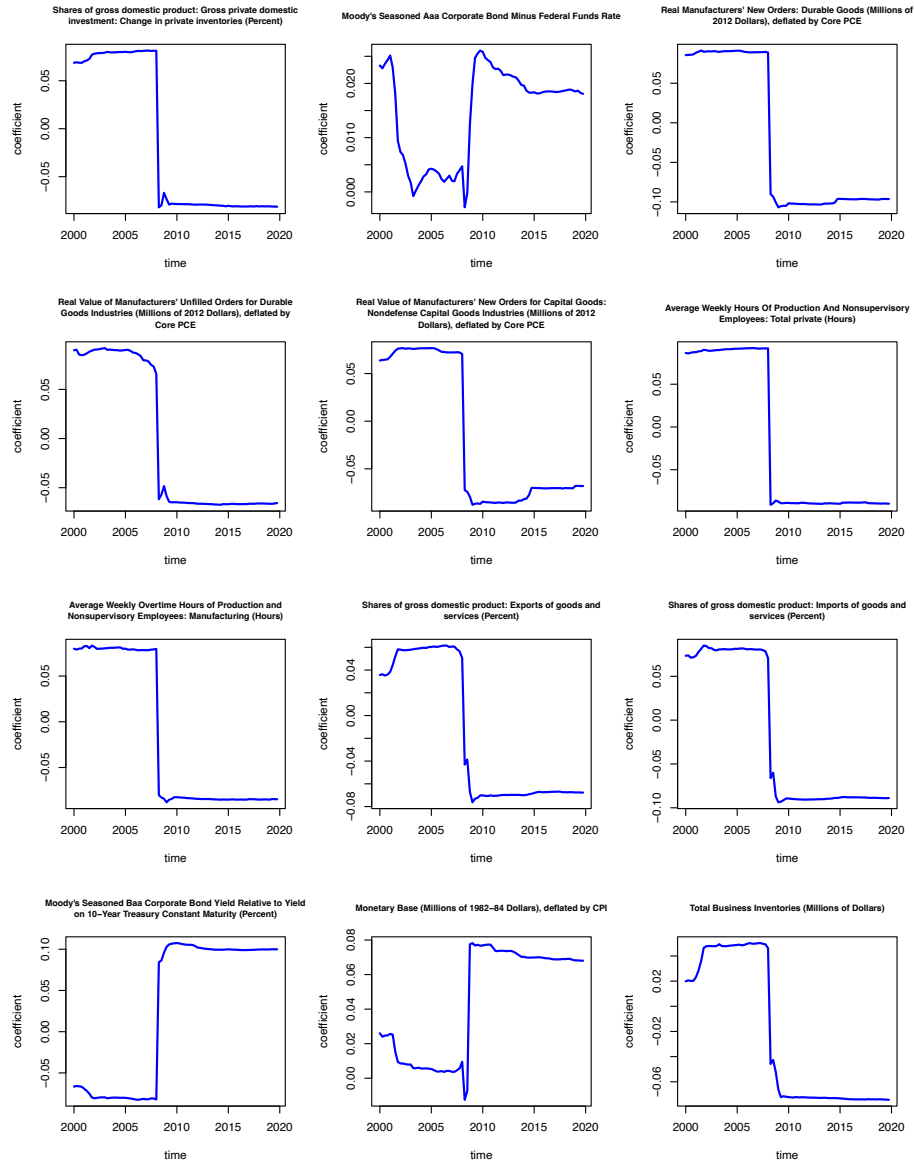 Shares of gross domestic product: Gross private domestic
investment: Change in private inventories (Percent)
coefficient
0.05
0.00
−0.05
2000 2005 2010 2015 2020
time
Moody's Seasoned Aaa Corporate Bond Minus Federal Funds Rate
coefficient
0.020
0.010
0.000
2000 2005 2010 2015 2020
time
Real Manufacturers' New Orders: Durable Goods (Millions of
2012 Dollars), deflated by Core PCE
coefficient
0.05
0.00
−0.05
−0.10
2000 2005 2010 2015 2020
time
Real Value of Manufacturers' Unfilled Orders for Durable
Goods Industries (Millions of 2012 Dollars), deflated by
Core PCE
coefficient
0.05
0.00
−0.05
2000 2005 2010 2015 2020
time
Real Value of Manufacturers' New Orders for Capital Goods:
Nondefense Capital Goods Industries (Millions of 2012
Dollars), deflated by Core PCE
coefficient
0.05
0.00
−0.05
2000 2005 2010 2015 2020
time
Average Weekly Hours Of Production And Nonsupervisory
Employees: Total private (Hours)
coefficient
0.05
0.00
−0.05
2000 2005 2010 2015 2020
time
Average Weekly Overtime Hours of Production and
Nonsupervisory Employees: Manufacturing (Hours)
coefficient
0.05
0.00
−0.05
2000 2005 2010 2015 2020
time
Shares of gross domestic product: Exports of goods and
services (Percent)
coefficient
0.04
0.00
−0.04
−0.08
2000 2005 2010 2015 2020
time
Shares of gross domestic product: Imports of goods and
services (Percent)
coefficient
0.05
0.00
−0.05
−0.10
2000 2005 2010 2015 2020
time
Moody's Seasoned Baa Corporate Bond Yield Relative to Yield
on 10−Year Treasury Constant Maturity (Percent)
coefficient
0.10
0.05
0.00
−0.05
2000 2005 2010 2015 2020
time
Monetary Base (Millions of 1982−84 Dollars), deflated by CPI
coefficient
0.08
0.06
0.04
0.02
0.00
2000 2005 2010 2015 2020
time
Total Business Inventories (Millions of Dollars)
coefficient
0.02
−0.02
−0.06
2000 2005 2010 2015 2020
time